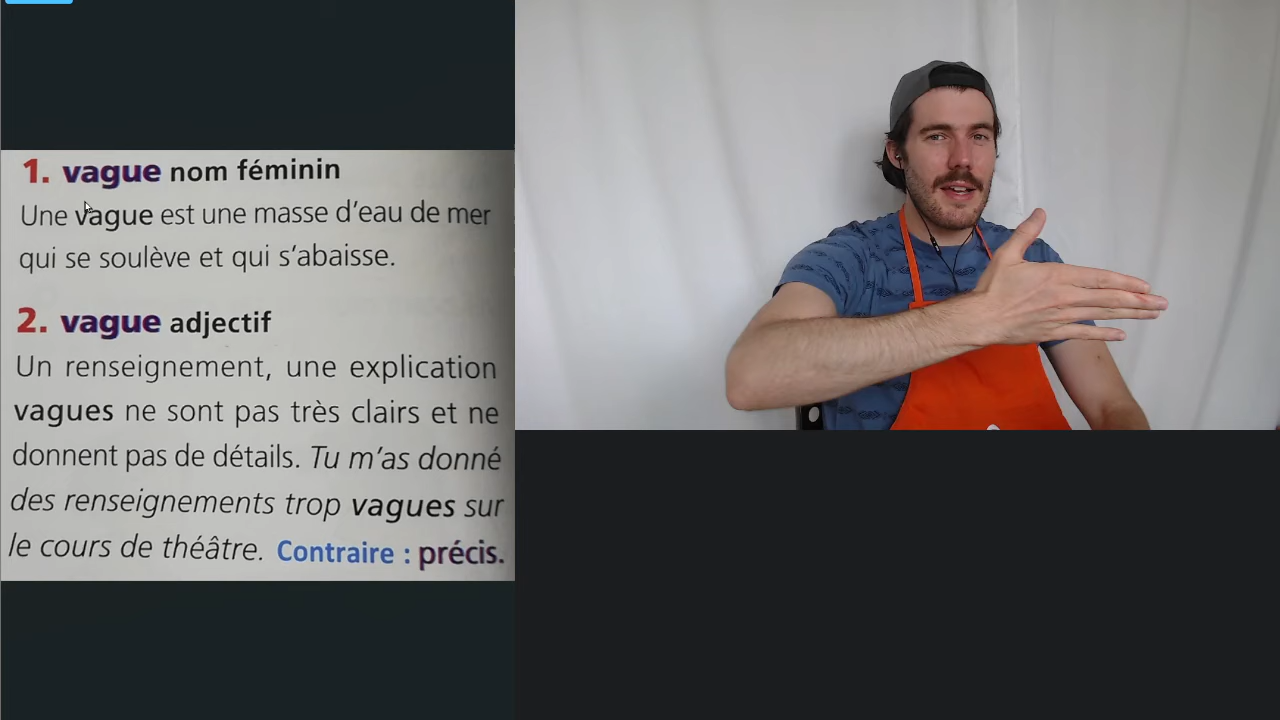 1. vague nom féminin
Une vague est une masse d'eau de mer
qui se soulève et qui s'abaisse.
2. vague adjectif
Un renseignement, une explication
vagues ne sont pas très clairs et ne
donnent pas de détails. Tu m'as donné
des renseignements trop vagues sur
le cours de théâtre. Contraire : précis.